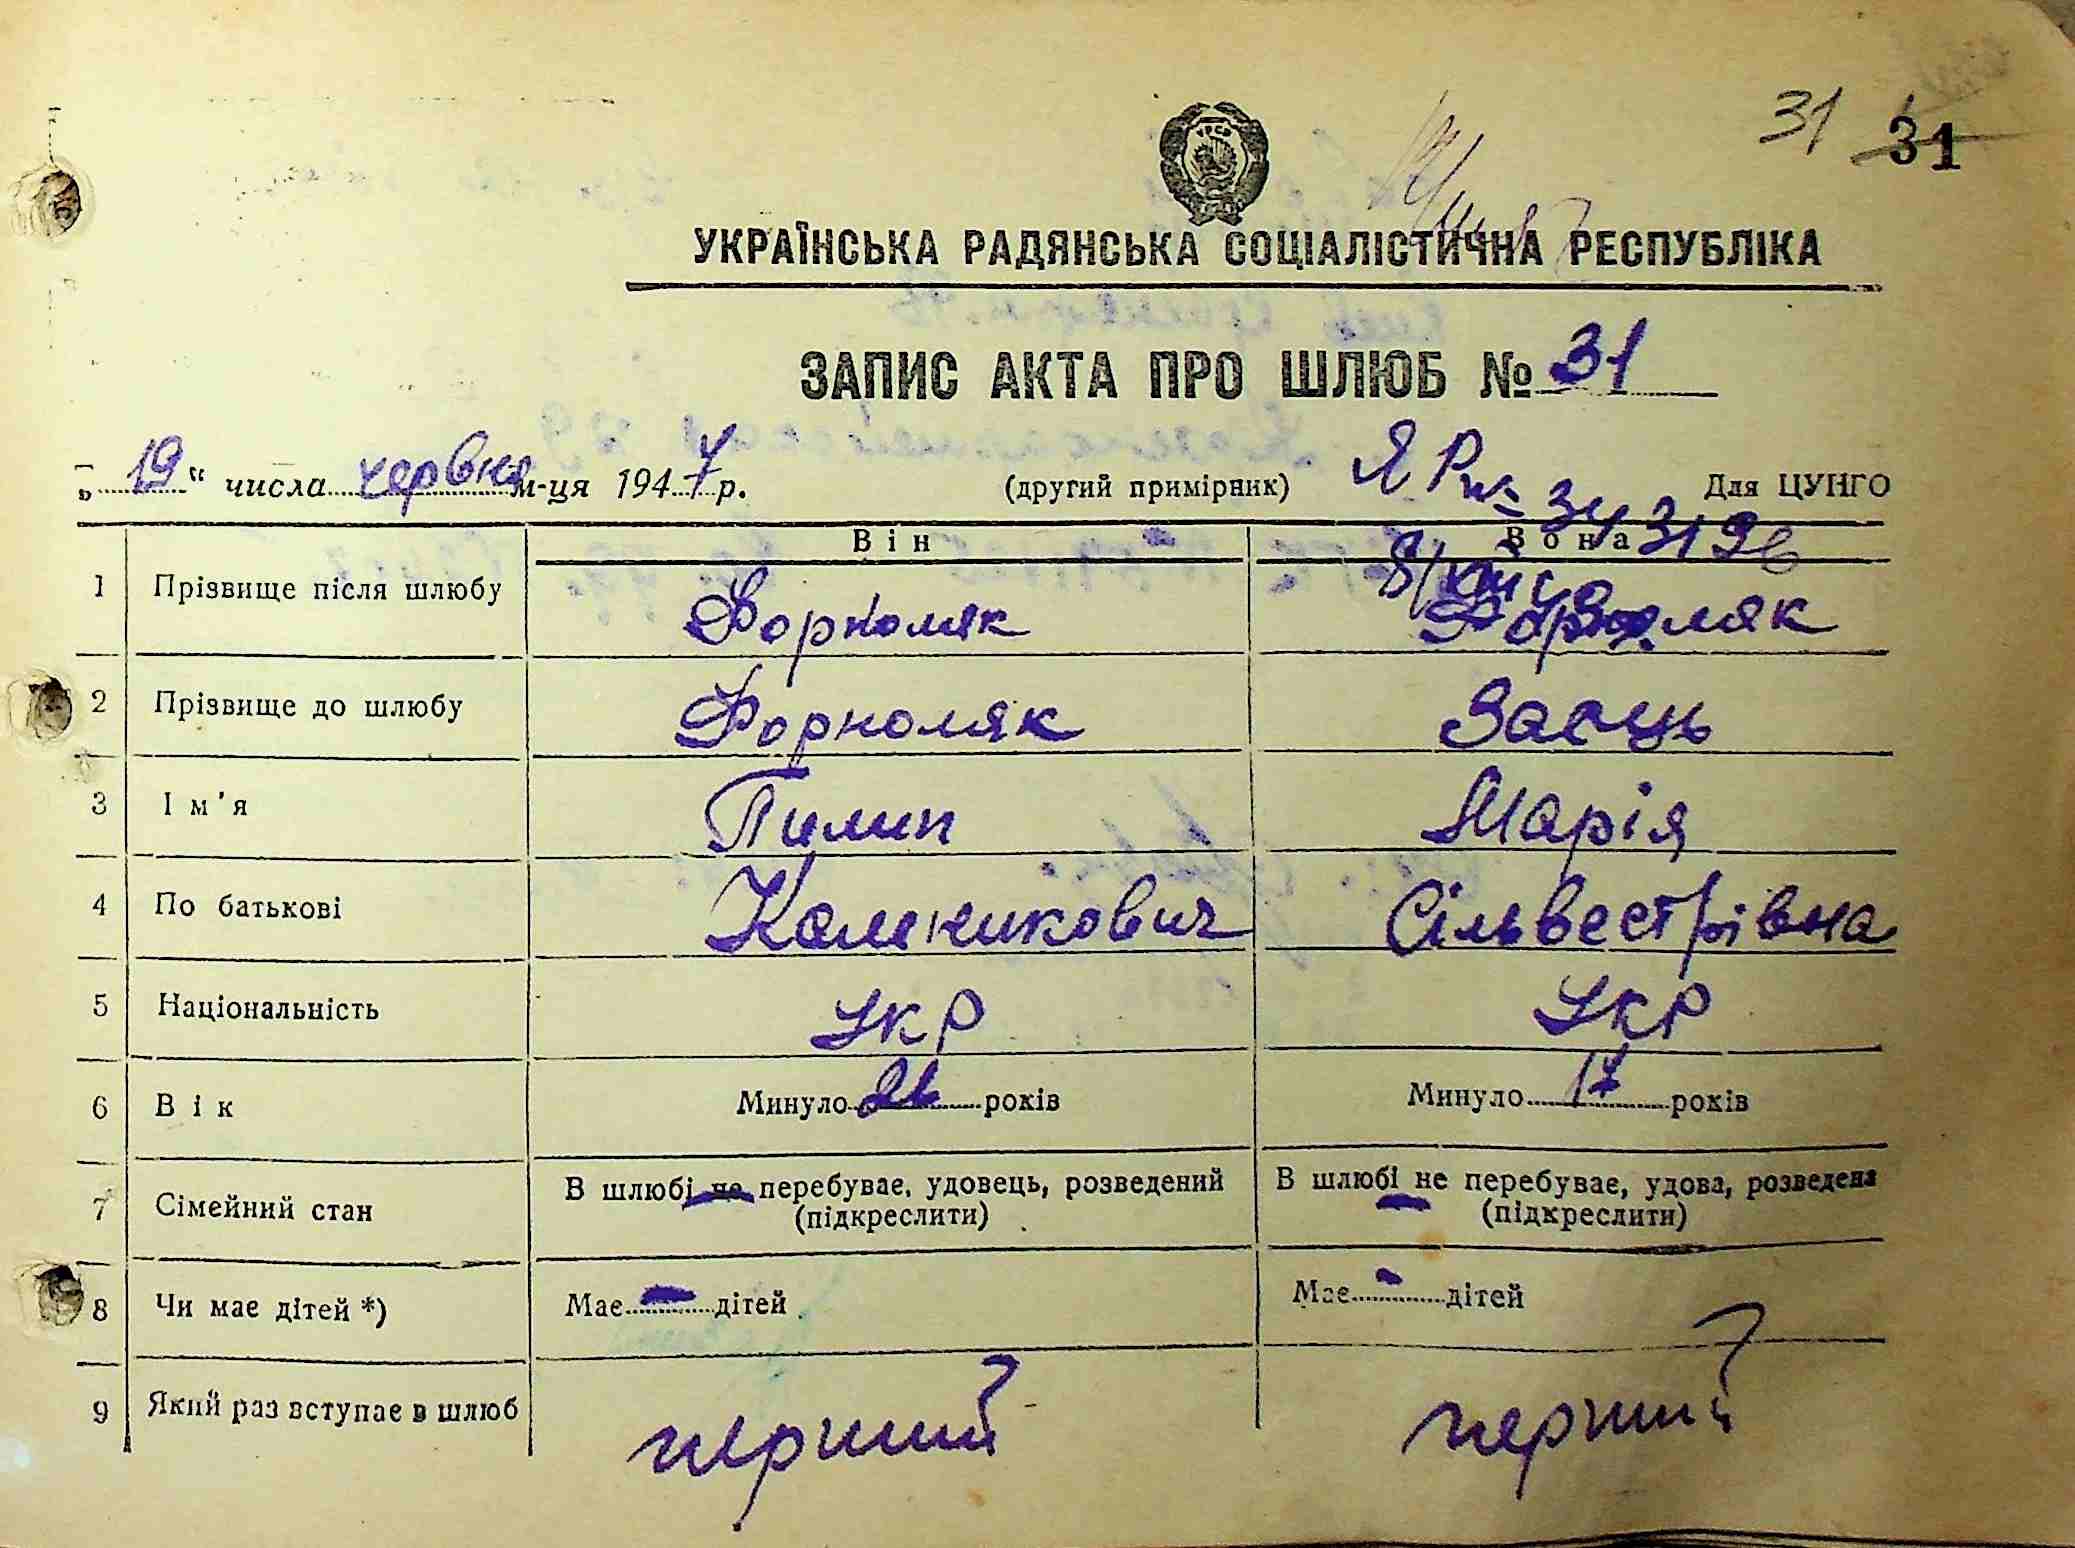 31 31
УРСР
УКРАЇНСЬКА РАДЯНСЬКА СОЦІАЛІСТИЧНА РЕСПУБЛІКА
ЗАПИС АКТА ПРО ШЛЮБ № 31
„19“ числа червня м-ця 1947 р. (другий примірник) Для ЦУНГО
Він Вона
1 Прізвище після шлюбу Форноляк Форноляк
2 Прізвище до шлюбу Форноляк Заєць
3 Ім'я Пилип Марія
4 По батькові Каленикович Сільвестрівна
5 Національність УКР УКР
6 Вік Минуло років Минуло 17 років
7 Сімейний стан В шлюбі не перебуває, удовець, розведений В шлюбі не перебуває, удова, розведена
(підкреслити) (підкреслити)
8 Чи має дітей *) Має - дітей Має - дітей
9 Який раз вступає в шлюб перший перший